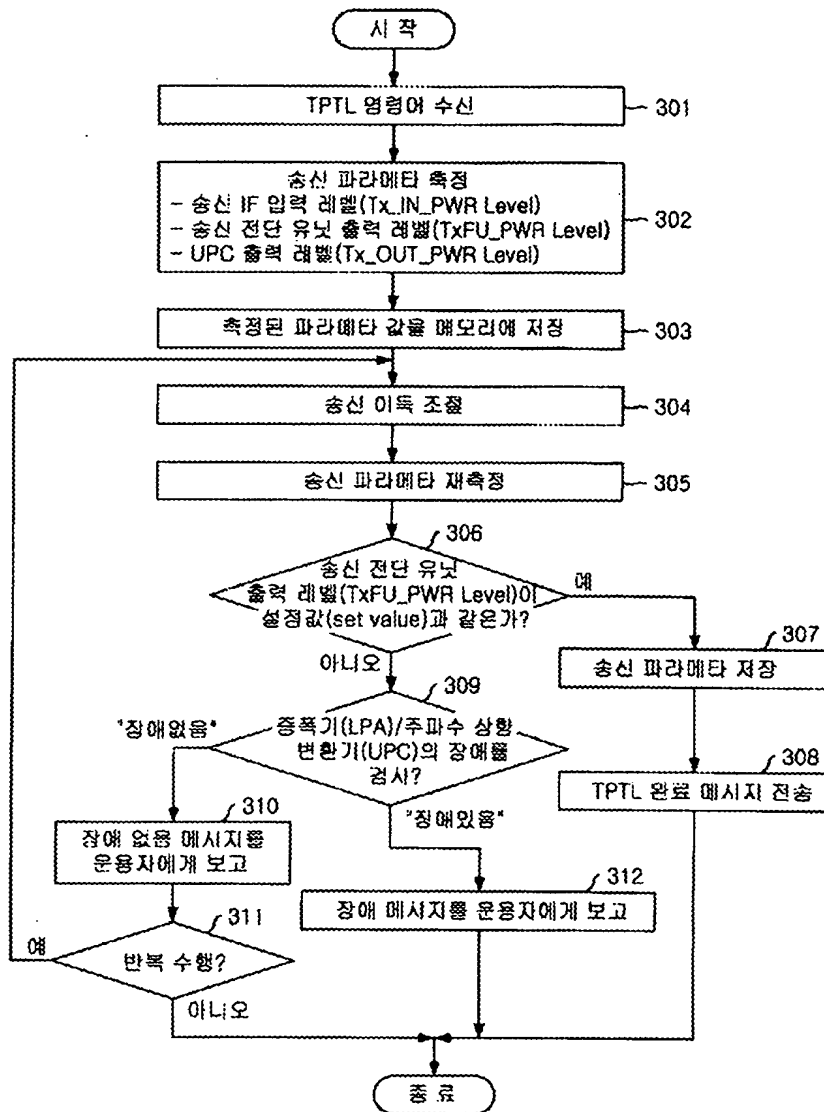 시 작
TPTL 명령어 수신
301
송신 파라메타 측정
- 송신 IF 입력 레벨(Tx_IN_PWR Level)
- 송신 전단 유닛 출력 레벨(TxFU_PWR Level)
- UPC 출력 레벨(Tx_OUT_PWR Level)
302
측정된 파라메타 값을 메모리에 저장
303
송신 이득 조절
304
송신 파라메타 재측정
305
306
송신 전단 유닛
출력 레벨(TxFU_PWR Level)이
설정값(set value)과 같은가?
예
아니오
307
송신 파라메타 저장
308
TPTL 완료 메시지 전송
309
증폭기(LPA)/주파수 상향
변환기(UPC)의 장애를
검사?
"장애없음"
"장애있음"
310
장애 없음 메시지를
운용자에게 보고
312
장애 메시지를 운용자에게 보고
311
반복 수행?
예
아니오
종 료